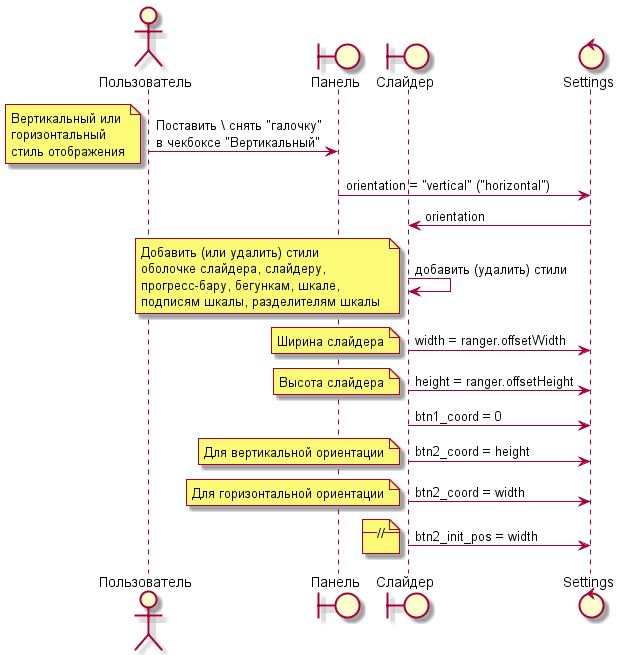 Пользователь
Панель
Слайдер
Settings
Вертикальный или
горизонтальный
стиль отображения
Поставить \ снять "галочку"
в чекбоксе "Вертикальный"
orientation = "vertical" ("horizontal")
orientation
Добавить (или удалить) стили
оболочке слайдера, слайдеру,
прогресс-бару, бегункам, шкале,
подписям шкалы, разделителям шкалы
добавить (удалить) стили
Ширина слайдера
width = ranger.offsetWidth
Высота слайдера
height = ranger.offsetHeight
btn1_coord = 0
Для вертикальной ориентации
btn2_coord = height
Для горизонтальной ориентации
btn2_coord = width
//
btn2_init_pos = width
Пользователь
Панель
Слайдер
Settings